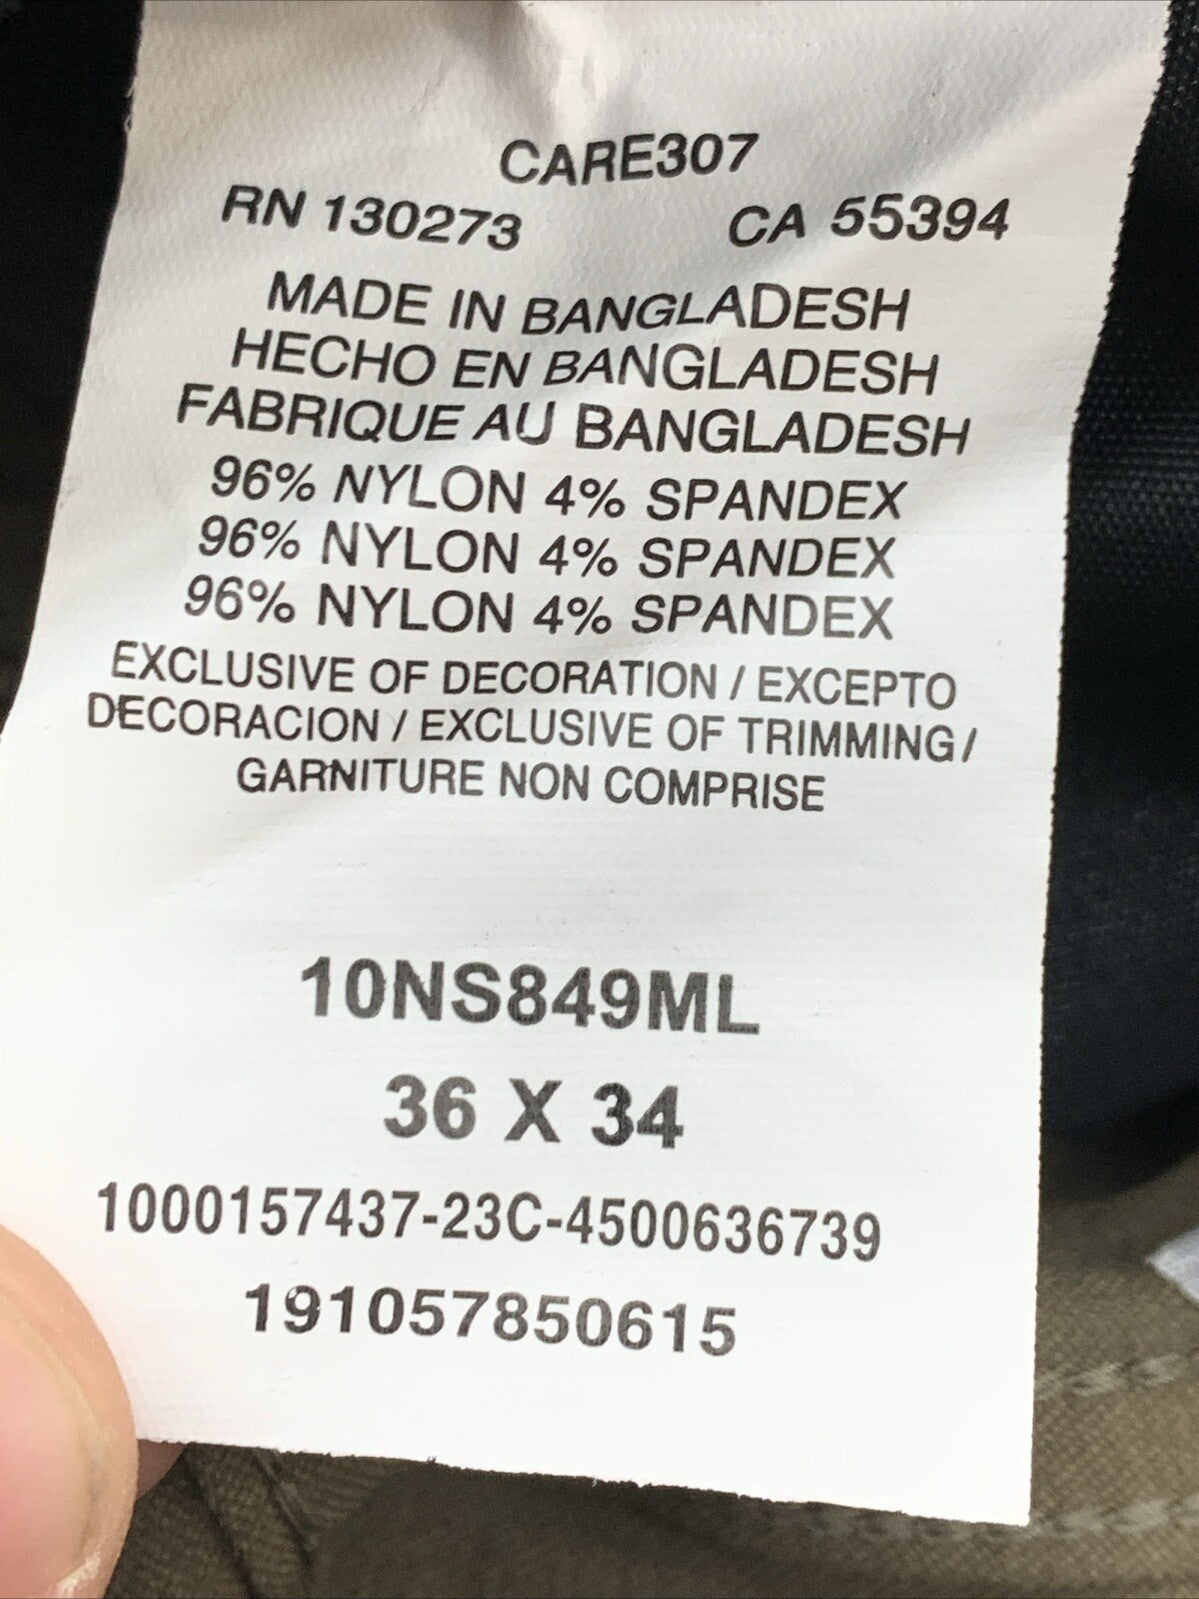 CARE307
RN 130273 CA 55394
MADE IN BANGLADESH
HECHO EN BANGLADESH
FABRIQUE AU BANGLADESH
96% NYLON 4% SPANDEX
96% NYLON 4% SPANDEX
96% NYLON 4% SPANDEX
EXCLUSIVE OF DECORATION / EXCEPTO
DECORACION / EXCLUSIVE OF TRIMMING/
GARNITURE NON COMPRISE
10NS849ML
36 X 34
1000157437-23C-4500636739
191057850615